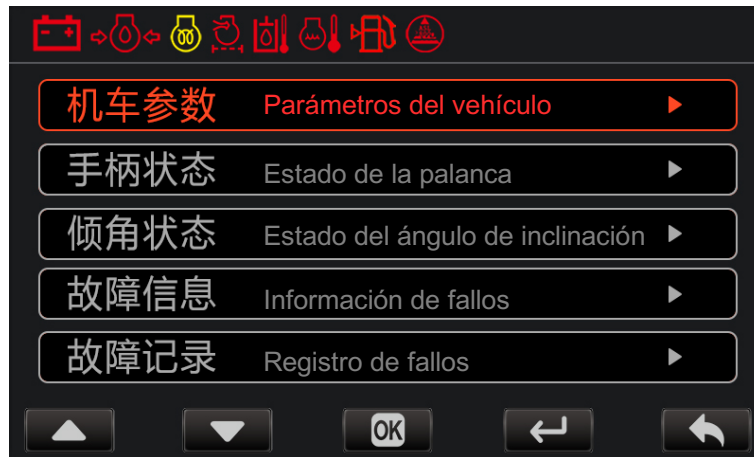 机车参数 Parámetros del vehículo
手柄状态 Estado de la palanca
倾角状态 Estado del ángulo de inclinación
故障信息 Información de fallos
故障记录 Registro de fallos
OK